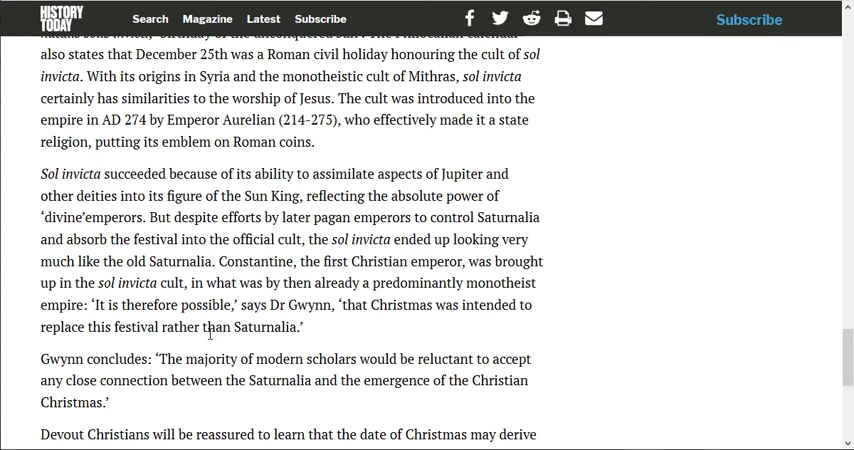 HISTORY
TODAY
Search Magazine Latest Subscribe
Subscribe
also states that December 25th was a Roman civil holiday honouring the cult of sol
invicta. With its origins in Syria and the monotheistic cult of Mithras, sol invicta
certainly has similarities to the worship of Jesus. The cult was introduced into the
empire in AD 274 by Emperor Aurelian (214-275), who effectively made it a state
religion, putting its emblem on Roman coins.
Sol invicta succeeded because of its ability to assimilate aspects of Jupiter and
other deities into its figure of the Sun King, reflecting the absolute power of
‘divine’emperors. But despite efforts by later pagan emperors to control Saturnalia
and absorb the festival into the official cult, the sol invicta ended up looking very
much like the old Saturnalia. Constantine, the first Christian emperor, was brought
up in the sol invicta cult, in what was by then already a predominantly monotheist
empire: ‘It is therefore possible,’ says Dr Gwynn, ‘that Christmas was intended to
replace this festival rather than Saturnalia.’
Gwynn concludes: ‘The majority of modern scholars would be reluctant to accept
any close connection between the Saturnalia and the emergence of the Christian
Christmas.’
Devout Christians will be reassured to learn that the date of Christmas may derive